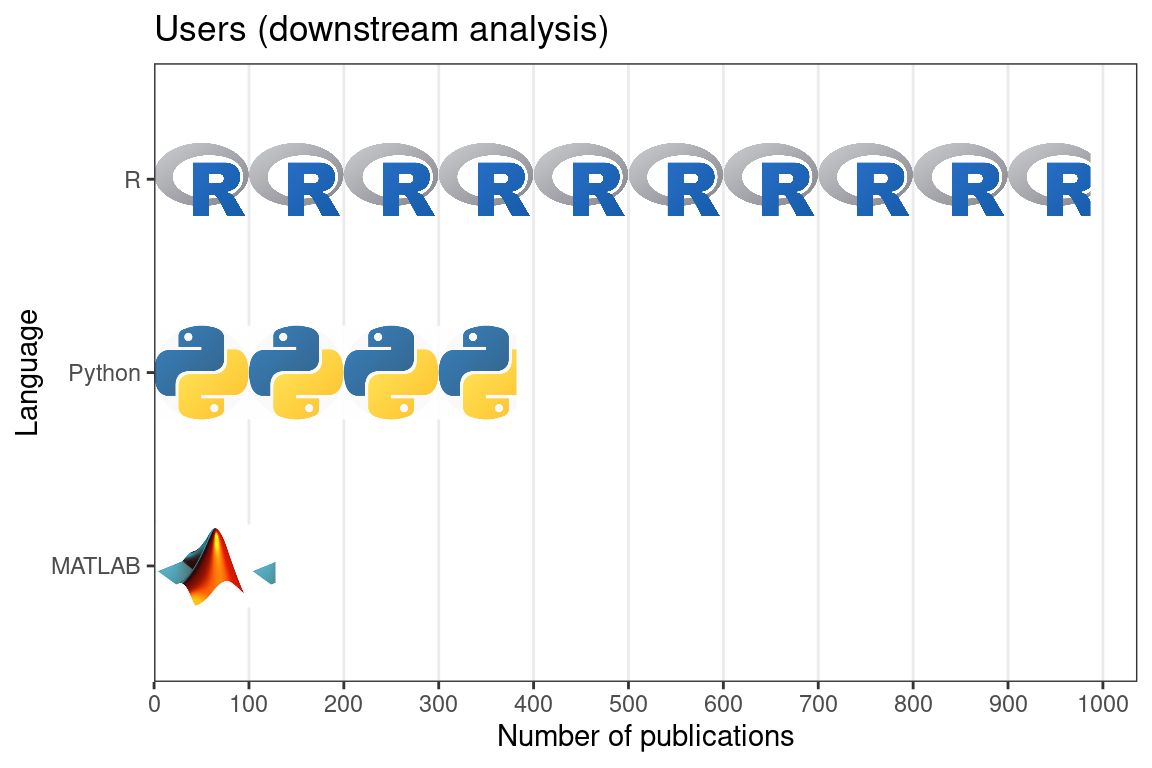 Users (downstream analysis)
R R R R R R R R R R R
Language
Python
MATLAB
0 100 200 300 400 500 600 700 800 900 1000
Number of publications